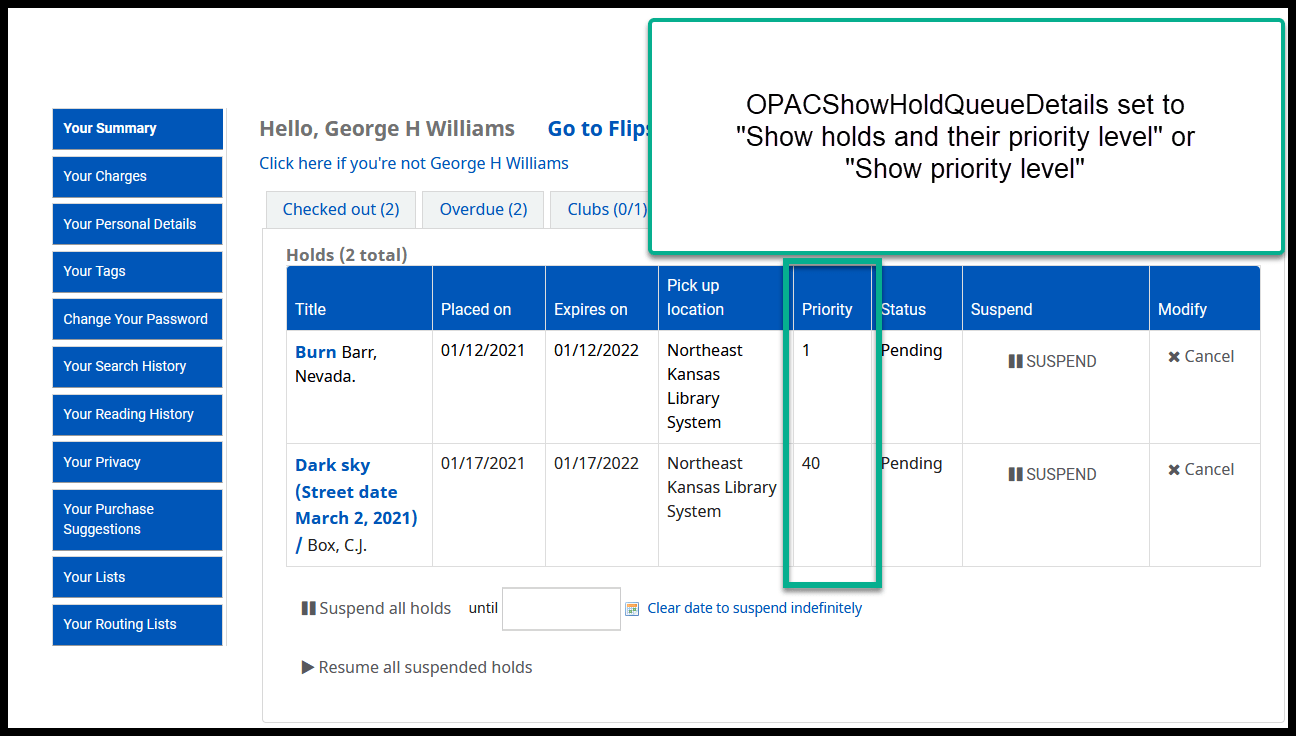 OPACShowHoldQueueDetails set to
"Show holds and their priority level" or
"Show priority level"
Your Summary
Your Charges
Your Personal Details
Your Tags
Change Your Password
Your Search History
Your Reading History
Your Privacy
Your Purchase
Suggestions
Your Lists
Your Routing Lists
Hello, George H Williams Go to Flips
Click here if you're not George H Williams
Checked out (2) Overdue (2) Clubs (0/1)
Holds (2 total)
Title Placed on Expires on Pick up location Priority Status Suspend Modify
Burn Barr, 01/12/2021 01/12/2022 Northeast 1 Pending SUSPEND Cancel
Nevada. Kansas
Library
System
Dark sky 01/17/2021 01/17/2022 Northeast 40 Pending SUSPEND Cancel
(Street date Kansas Library
March 2, 2021) System
/ Box, C.J.
Suspend all holds until Clear date to suspend indefinitely
Resume all suspended holds